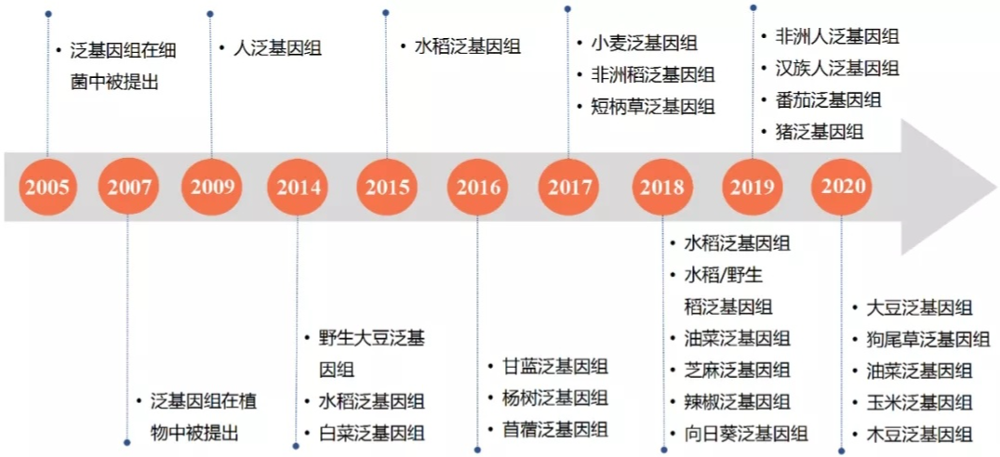 泛基因组在细
菌中被提出
人泛基因组
水稻泛基因组
小麦泛基因组
非洲稻泛基因组
短柄草泛基因组
非洲人泛基因组
汉族人泛基因组
番茄泛基因组
猪泛基因组
2005
2007
2009
2014
2015
2016
2017
2018
2019
2020
泛基因组在植
物中被提出
野生大豆泛基
因组
水稻泛基因组
白菜泛基因组
甘蓝泛基因组
杨树泛基因组
苜蓿泛基因组
水稻泛基因组
水稻/野生
稻泛基因组
油菜泛基因组
芝麻泛基因组
辣椒泛基因组
向日葵泛基因组
大豆泛基因组
狗尾草泛基因组
油菜泛基因组
玉米泛基因组
木豆泛基因组